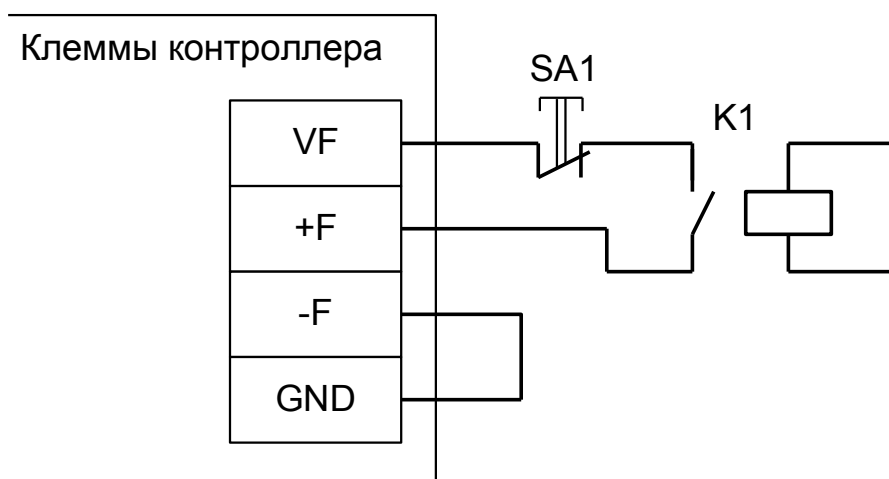 Клеммы контроллера
SA1
K1
VF
+F
-F
GND